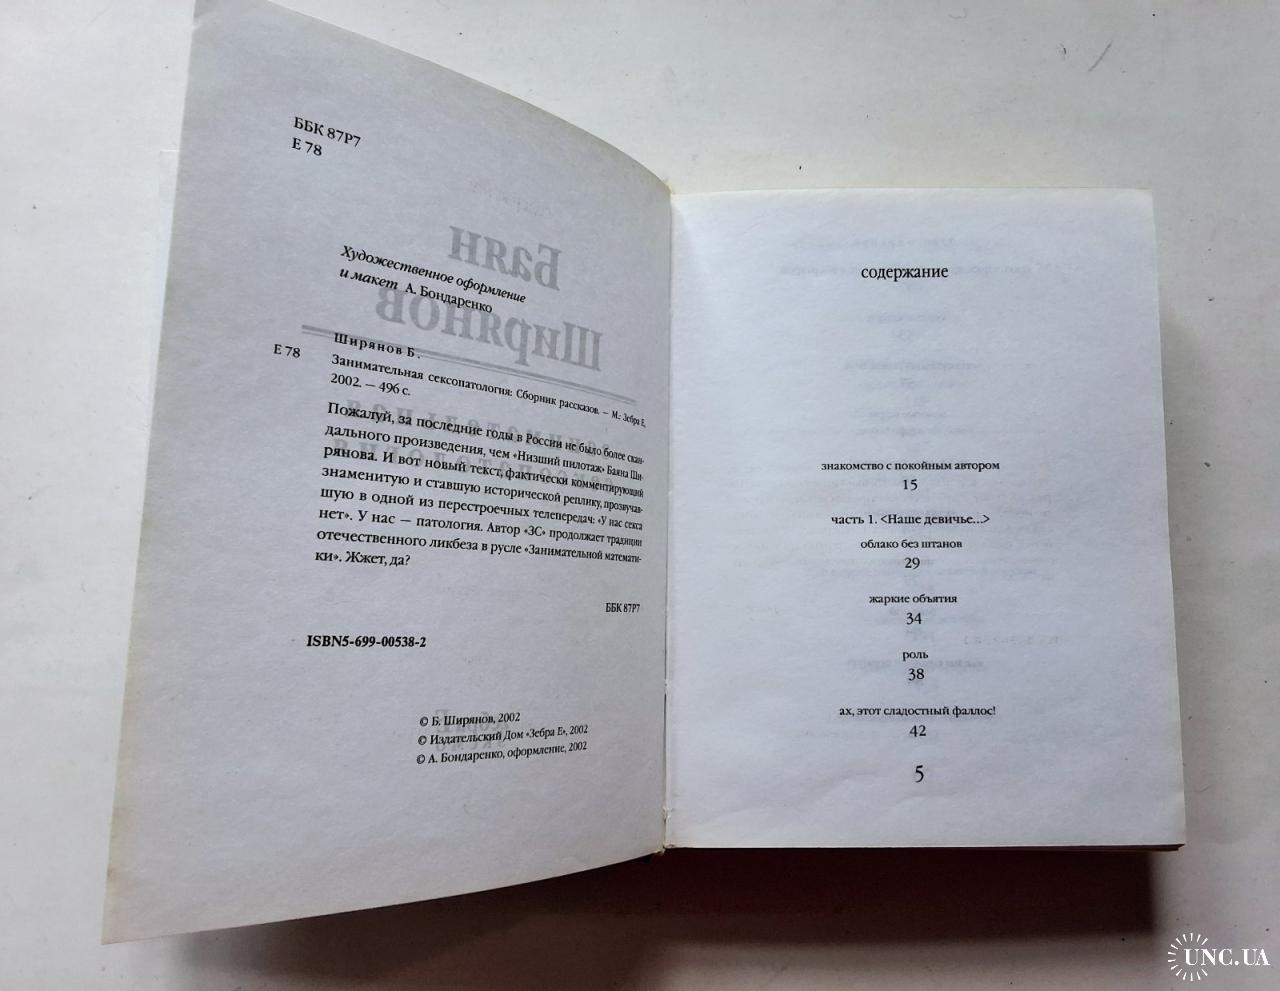 ББК 87Р7
Е 78
Художественное оформление
и макет А. Бондаренко
Ширянов Б.
Е 78
Занимательная сексопатология: Сборник рассказов. — М.: Зебра Е,
2002. — 496 с.
Пожалуй, за последние годы в России не было более скан-
дального произведения, чем «Низший пилотаж» Баяна Ши-
рянова. И вот новый текст, фактически комментирующий
знаменитую и ставшую исторической реплику, прозвучав-
шую в одной из перестроечных телепередач: «У нас секса
нет». У нас — патология. Автор «ЗС» продолжает традиции
отечественного ликбеза в русле «Занимательной математи-
ки». Жжет, да?
ББК 87Р7
ISBN5-699-00538-2
© Б. Ширянов, 2002
© Издательский Дом «Зебра Е», 2002
© А. Бондаренко, оформление, 2002
Баян
Ширянов
содержание
знакомство с покойным автором
15
часть 1. <Наше девичье...>
облако без штанов
29
жаркие объятия
34
роль
38
ах, этот сладостный фаллос!
42
5
UNC.UA